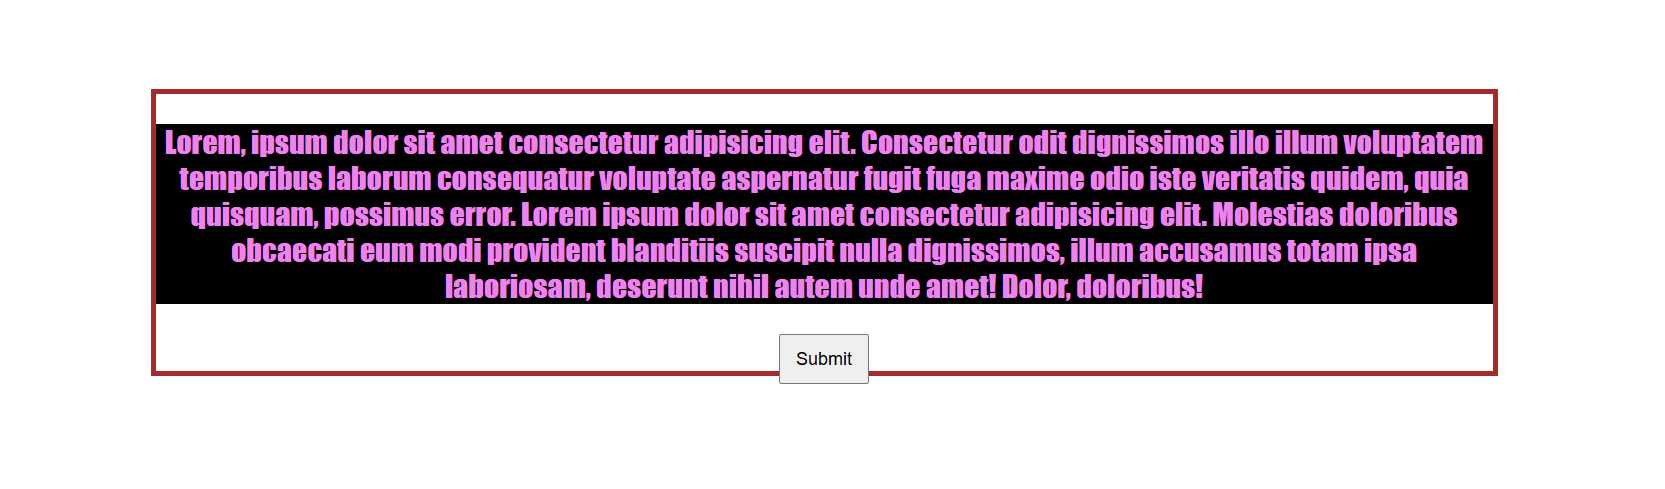 Lorem, ipsum dolor sit amet consectetur adipisicing elit. Consectetur odit dignissimos illo illum voluptatem
temporibus laborum consequatur voluptate aspernatur fugit fuga maxime odio iste veritatis quidem, quia
quisquam, possimus error. Lorem ipsum dolor sit amet consectetur adipisicing elit. Molestias doloribus
obcaecati eum modi provident blanditiis suscipit nulla dignissimos, illum accusamus totam ipsa
laboriosam, deserunt nihil autem unde amet! Dolor, doloribus!
Submit